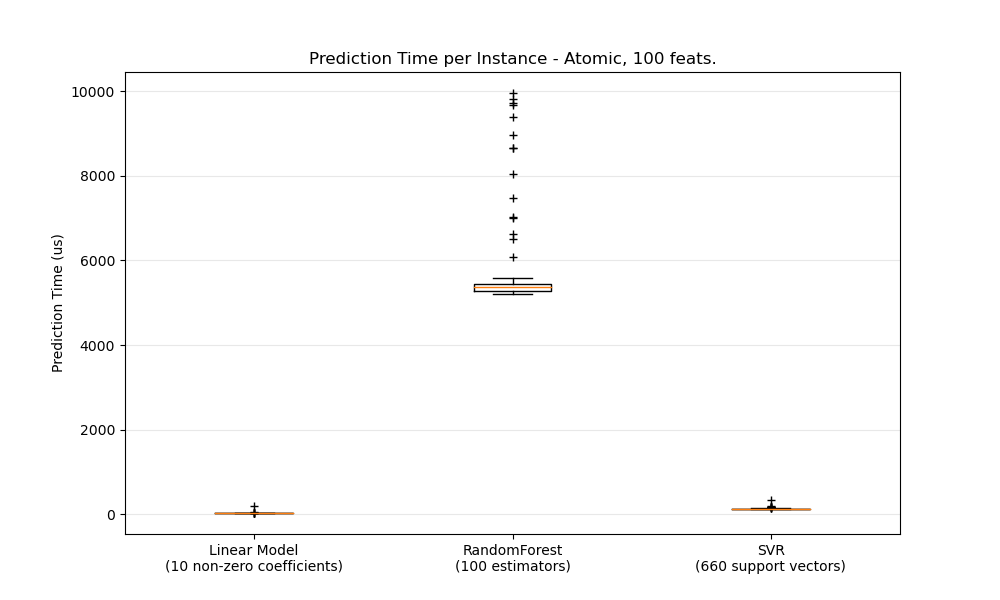 Prediction Time per Instance - Atomic, 100 feats.
10000
8000
6000
4000
2000
0
Prediction Time (us)
Linear Model
(10 non-zero coefficients)
RandomForest
(100 estimators)
SVR
(660 support vectors)